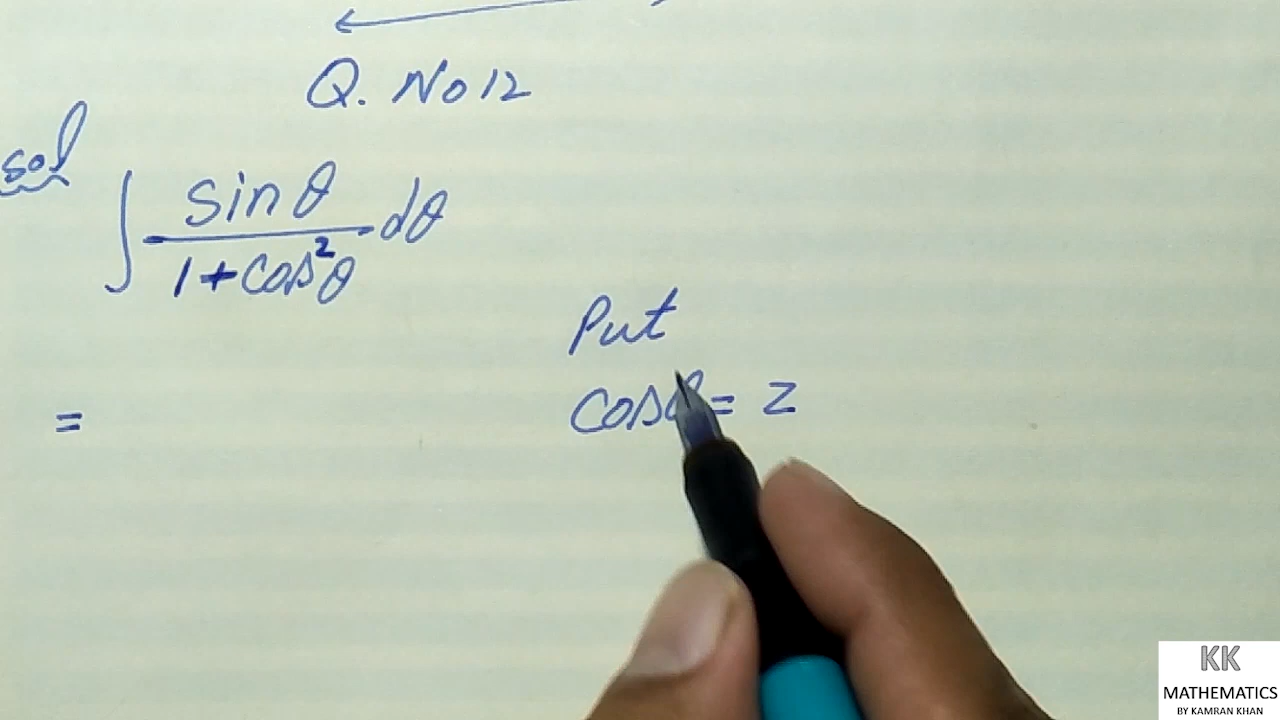 Q. No 12
sol
∫ sinθ / 1+cos²θ dθ
Put
= cosθ = z
KK
MATHEMATICS
BY KAMRAN KHAN